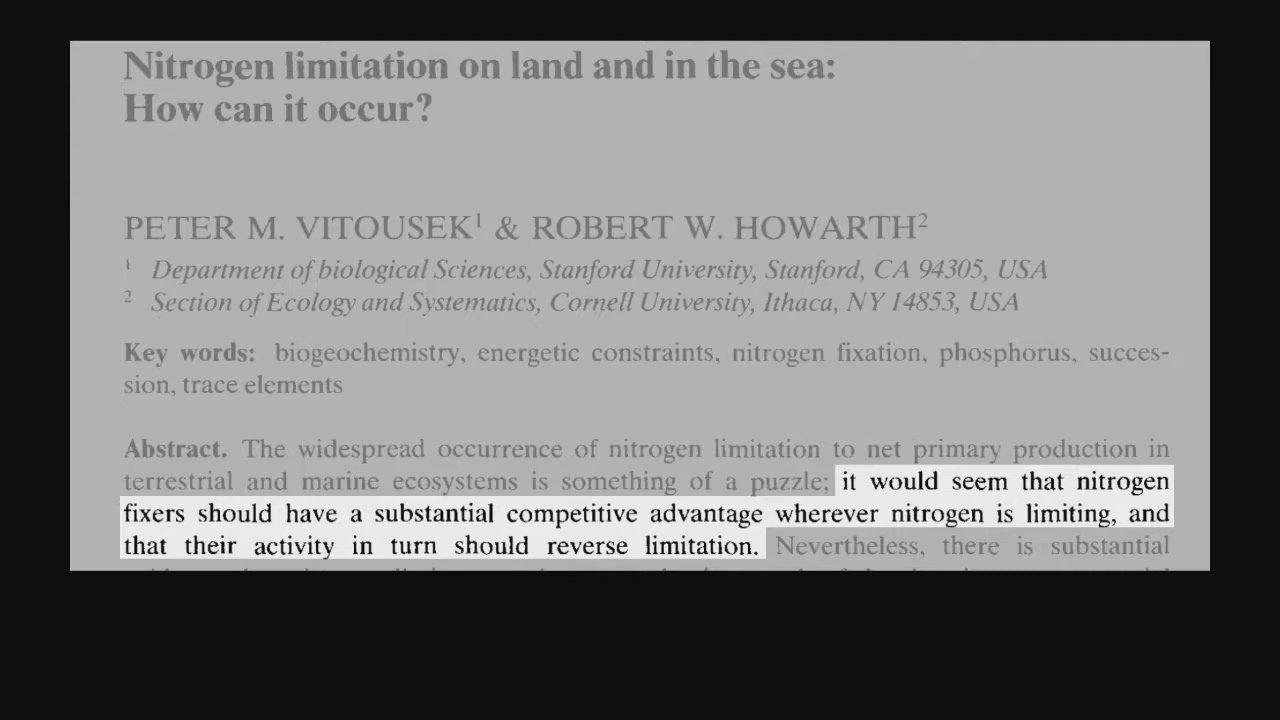 Nitrogen limitation on land and in the sea:
How can it occur?
PETER M. VITOUSEK¹ & ROBERT W. HOWARTH²
¹ Department of biological Sciences, Stanford University, Stanford, CA 94305, USA
² Section of Ecology and Systematics, Cornell University, Ithaca, NY 14853, USA
Key words: biogeochemistry, energetic constraints, nitrogen fixation, phosphorus, succes-
sion, trace elements
Abstract. The widespread occurrence of nitrogen limitation to net primary production in
terrestrial and marine ecosystems is something of a puzzle; it would seem that nitrogen
fixers should have a substantial competitive advantage wherever nitrogen is limiting, and
that their activity in turn should reverse limitation. Nevertheless, there is substantial